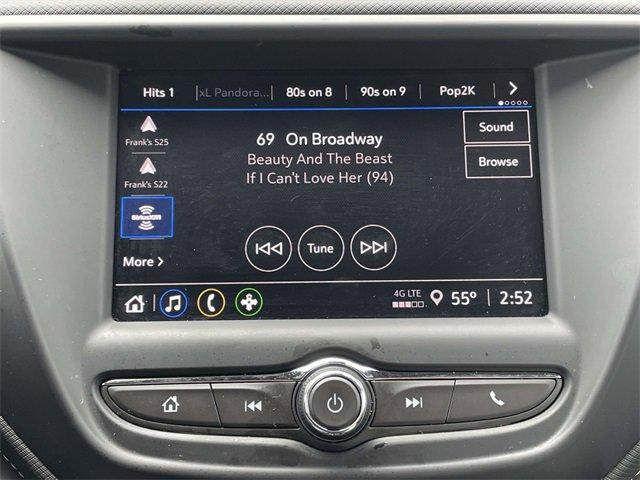 Hits 1
xL Pandora...
80s on 8
90s on 9
Pop2K
Frank's S25
Frank's S22
SiriusXM
More >
69 On Broadway
Beauty And The Beast
If I Can't Love Her (94)
Sound
Browse
Tune
4G LTE
55°
2:52